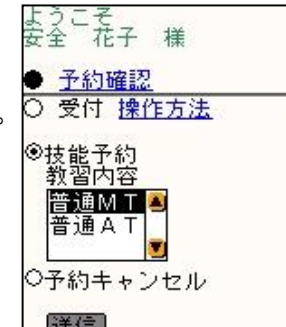 ようこそ
安全 花子 様
● 予約確認
○ 受付 操作方法
。
◉技能予約
教習内容
普通ＭＴ
普通ＡＴ
○予約キャンセル
送信